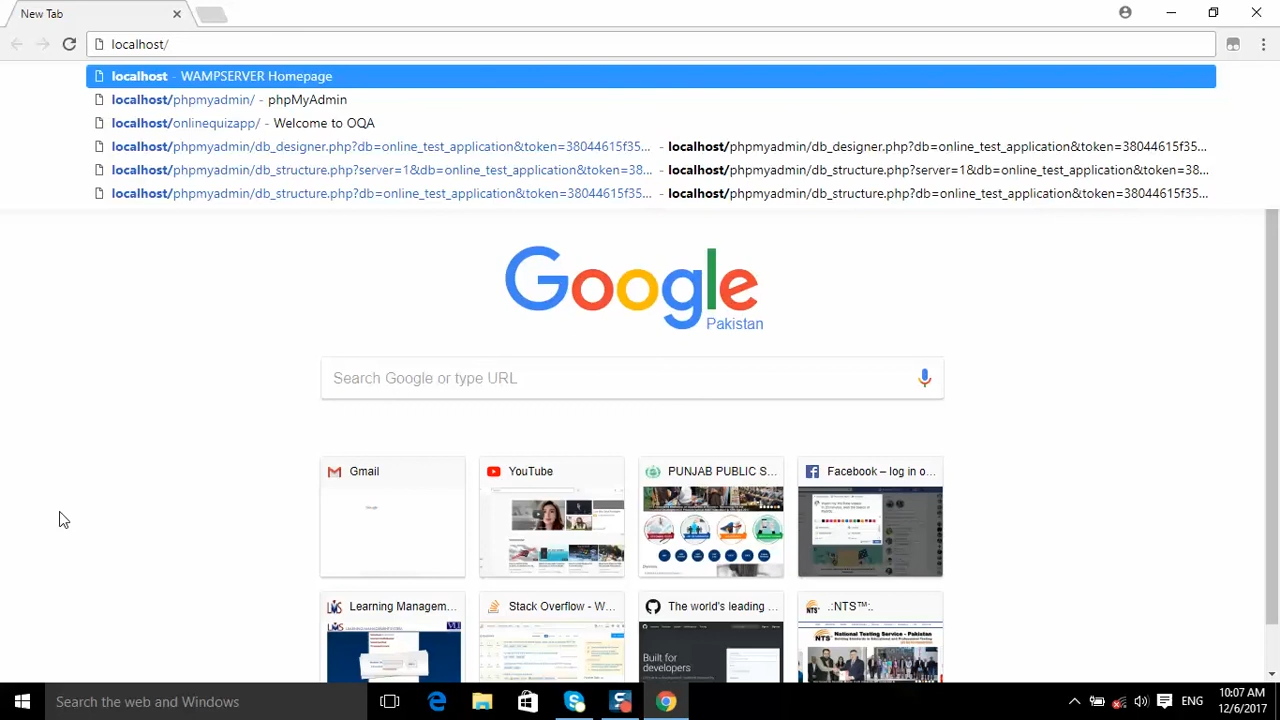 New Tab
localhost/
localhost - WAMPSERVER Homepage
localhost/phpmyadmin/ - phpMyAdmin
localhost/onlinequizapp/ - Welcome to OQA
localhost/phpmyadmin/db_designer.php?db=online_test_application&token=38044615f35... - localhost/phpmyadmin/db_designer.php?db=online_test_application&token=38044615f35...
localhost/phpmyadmin/db_structure.php?server=1&db=online_test_application&token=38... - localhost/phpmyadmin/db_structure.php?server=1&db=online_test_application&token=38...
localhost/phpmyadmin/db_structure.php?db=online_test_application&token=38044615f35... - localhost/phpmyadmin/db_structure.php?db=online_test_application&token=38044615f35...
Google
Pakistan
Search Google or type URL
Gmail
YouTube
PUNJAB PUBLIC S...
Facebook – log in o...
Learning Managem...
Stack Overflow - W...
The world's leading ...
.:NTS™:.
NTS National Testing Service - Pakistan
Built for
developers
Search the web and Windows
ENG
10:07 AM
12/6/2017